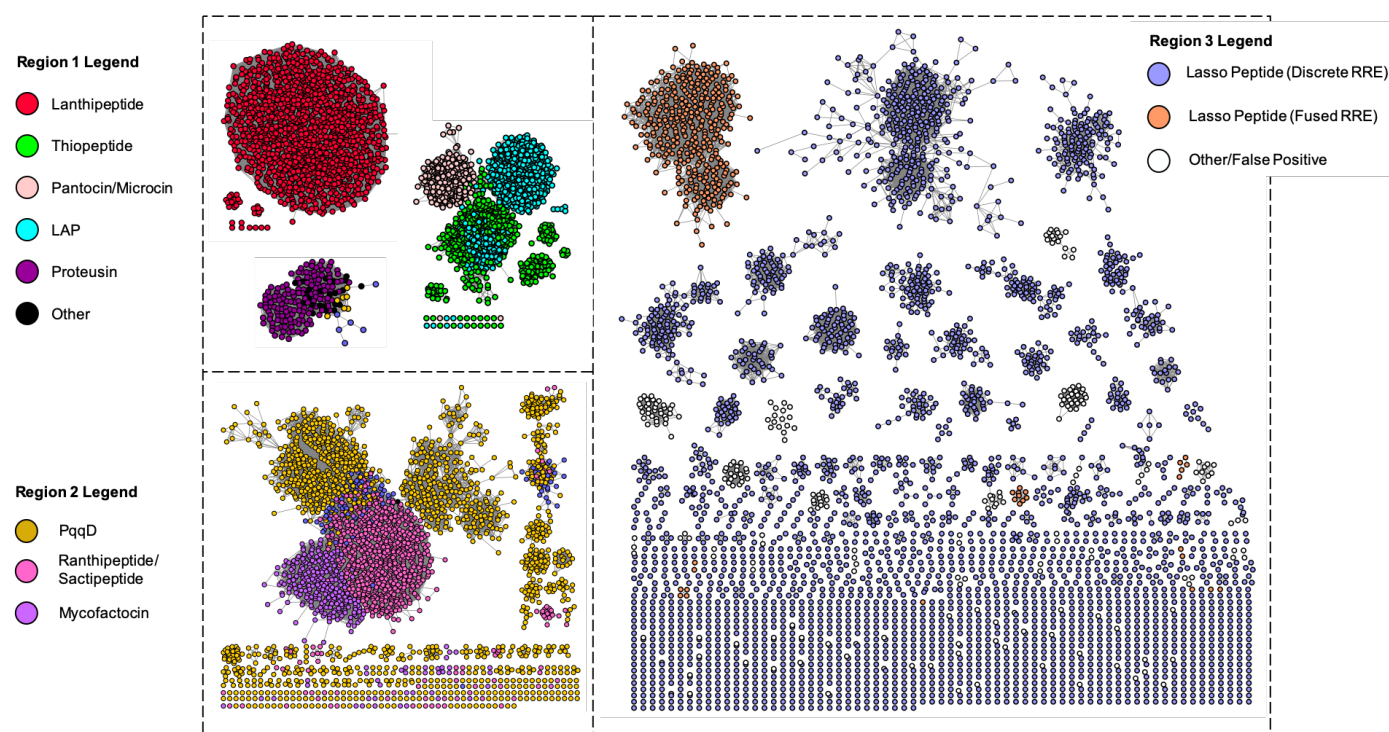 Region 1 Legend
Lanthipeptide
Thiopeptide
Pantocin/Microcin
LAP
Proteusin
Other
Region 2 Legend
PqqD
Ranthipeptide/
Sactipeptide
Mycofactocin
Region 3 Legend
Lasso Peptide (Discrete RRE)
Lasso Peptide (Fused RRE)
Other/False Positive